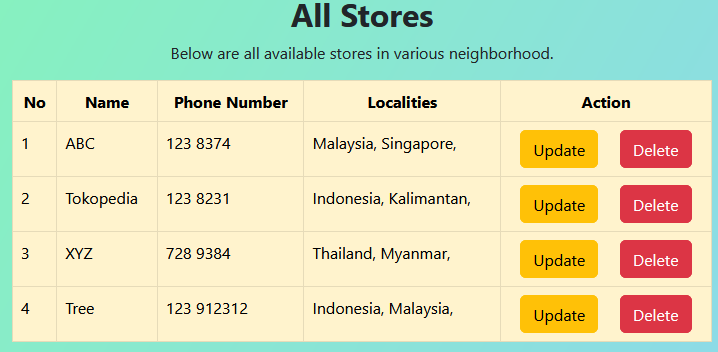 All Stores
Below are all available stores in various neighborhood.
No Name Phone Number Localities Action
1 ABC 123 8374 Malaysia, Singapore, Update Delete
2 Tokopedia 123 8231 Indonesia, Kalimantan, Update Delete
3 XYZ 728 9384 Thailand, Myanmar, Update Delete
4 Tree 123 912312 Indonesia, Malaysia, Update Delete